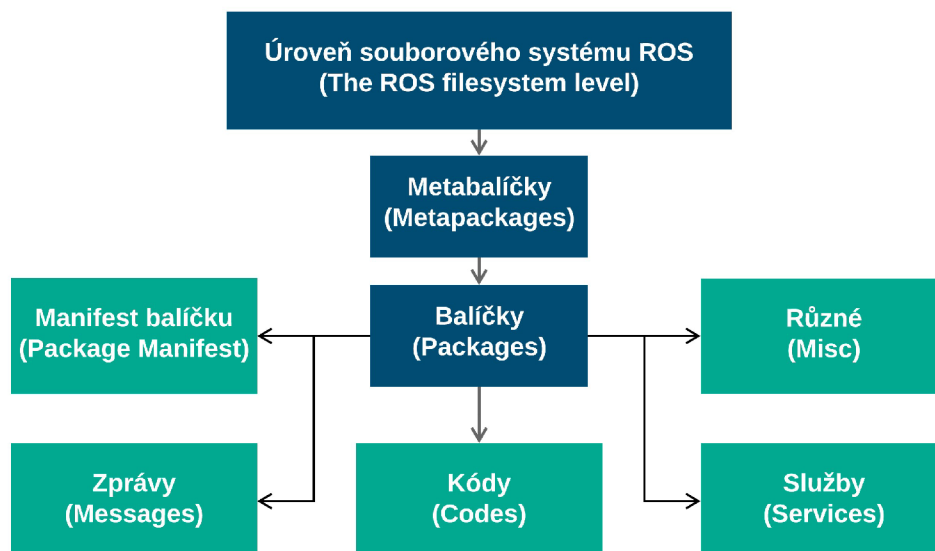 Úroveň souborového systému ROS
(The ROS filesystem level)
Metabalíčky
(Metapackages)
Manifest balíčku
(Package Manifest)
Balíčky
(Packages)
Různé
(Misc)
Zprávy
(Messages)
Kódy
(Codes)
Služby
(Services)